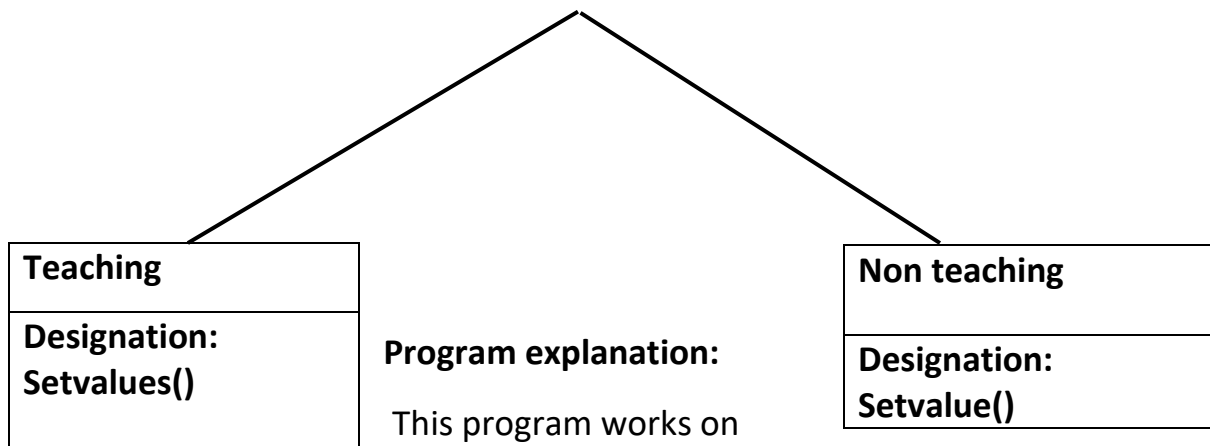 Teaching
Designation:
Setvalues()
Program explanation:
This program works on
Non teaching
Designation:
Setvalue()